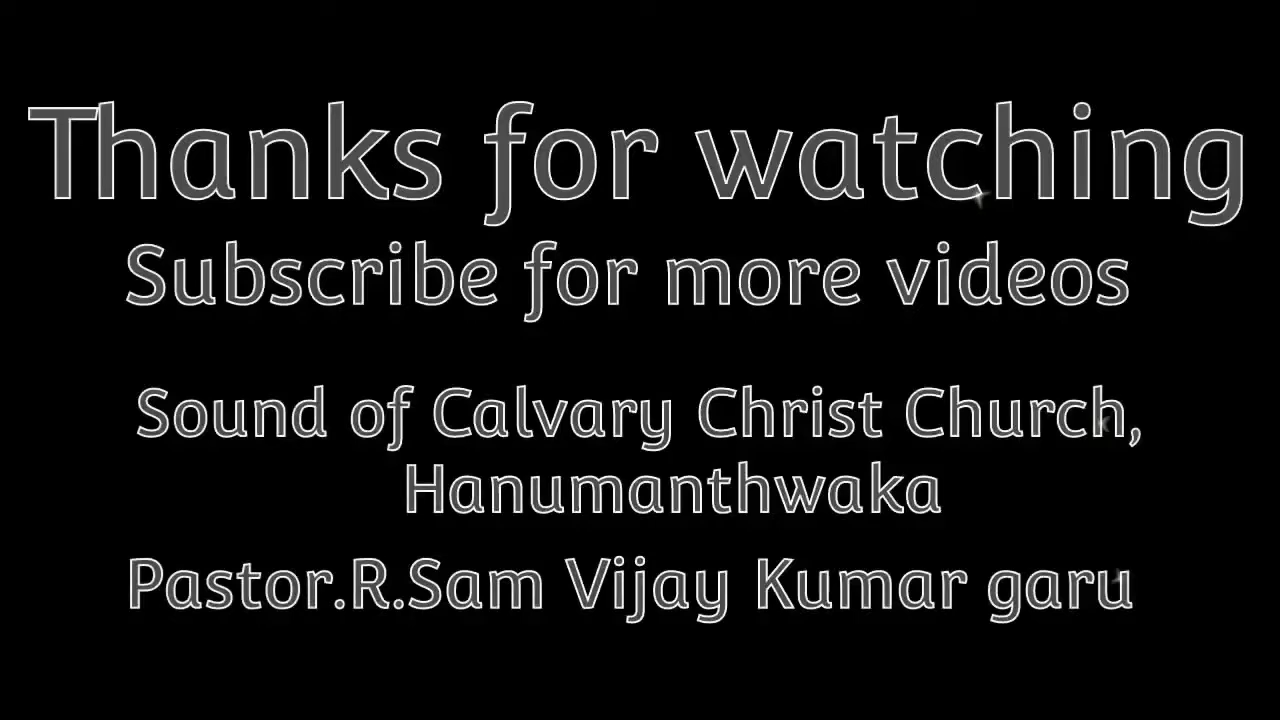 Thanks for watching
Subscribe for more videos
Sound of Calvary Christ Church,
Hanumanthwaka
Pastor.R.Sam Vijay Kumar garu